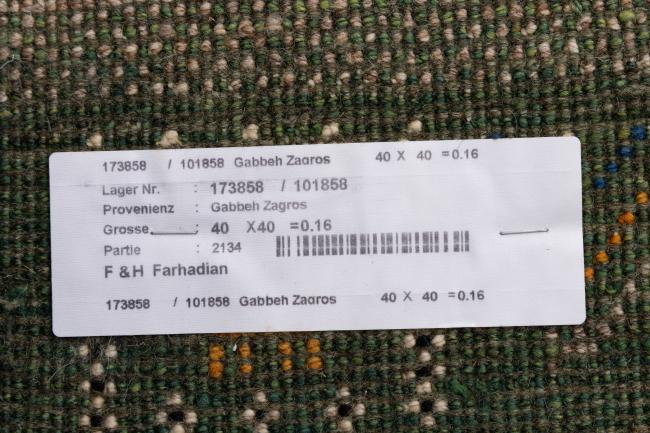 173858 / 101858 Gabbeh Zagros 40 X 40 =0.16
Lager Nr. : 173858 / 101858
Provenienz : Gabbeh Zagros
Grosse : 40 X40 =0.16
Partie : 2134
F & H Farhadian
173858 / 101858 Gabbeh Zagros 40 X 40 =0.16